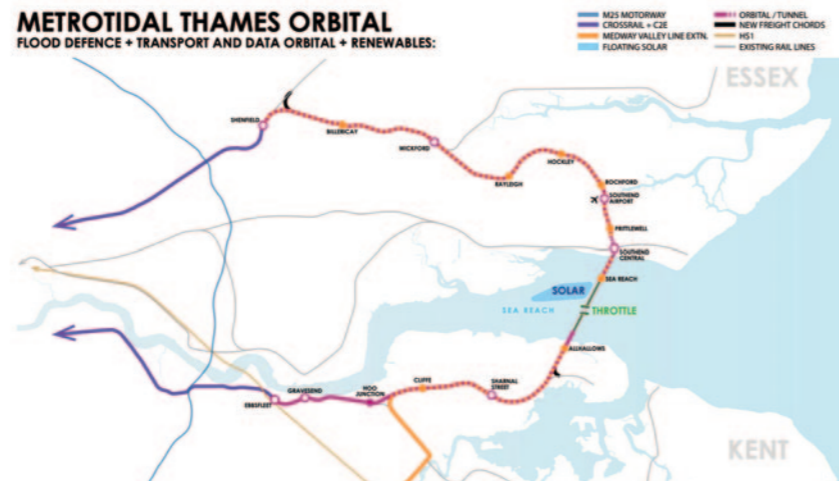 METROTIDAL THAMES ORBITAL
FLOOD DEFENCE + TRANSPORT AND DATA ORBITAL + RENEWABLES:
M25 MOTORWAY
CROSSRAIL + C2E
MEDWAY VALLEY LINE EXTN.
FLOATING SOLAR
ORBITAL / TUNNEL
NEW FREIGHT CHORDS
HS1
EXISTING RAIL LINES
ESSEX
SHENFIELD
BILLERICAY
WICKFORD
HOCKLEY
RAYLEIGH
ROCHFORD
SOUTHEND
AIRPORT
PRITTLEWELL
SOUTHEND
CENTRAL
SEA REACH
SOLAR
SEA REACH
THROTTLE
ALLHALLOWS
CLIFFE
SHARNAL
STREET
HOO
JUNCTION
GRAVESEND
EBBSFLEET
KENT